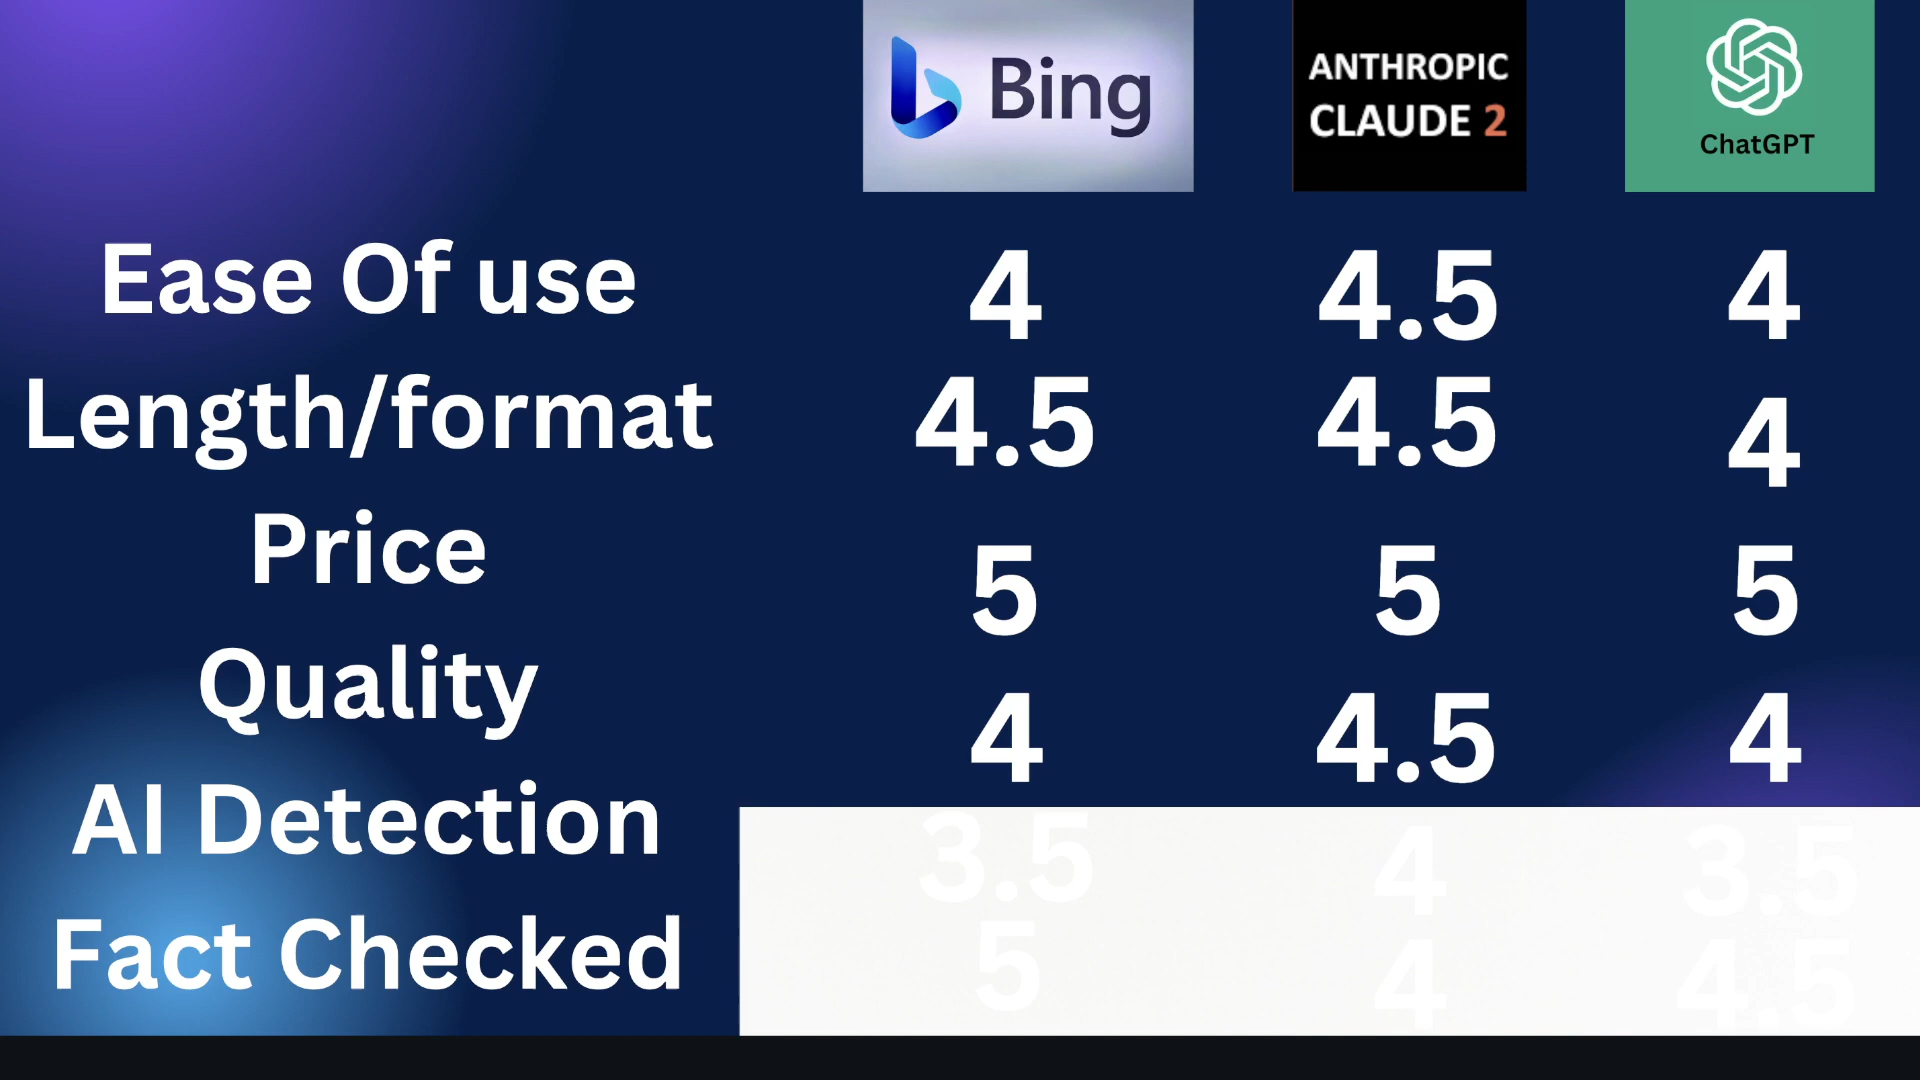 Bing
ANTHROPIC
CLAUDE 2
ChatGPT
Ease Of use 4 4.5 4
Length/format 4.5 4.5 4
Price 5 5 5
Quality 4 4.5 4
AI Detection 3.5 4 3.5
Fact Checked 5 4 4.5